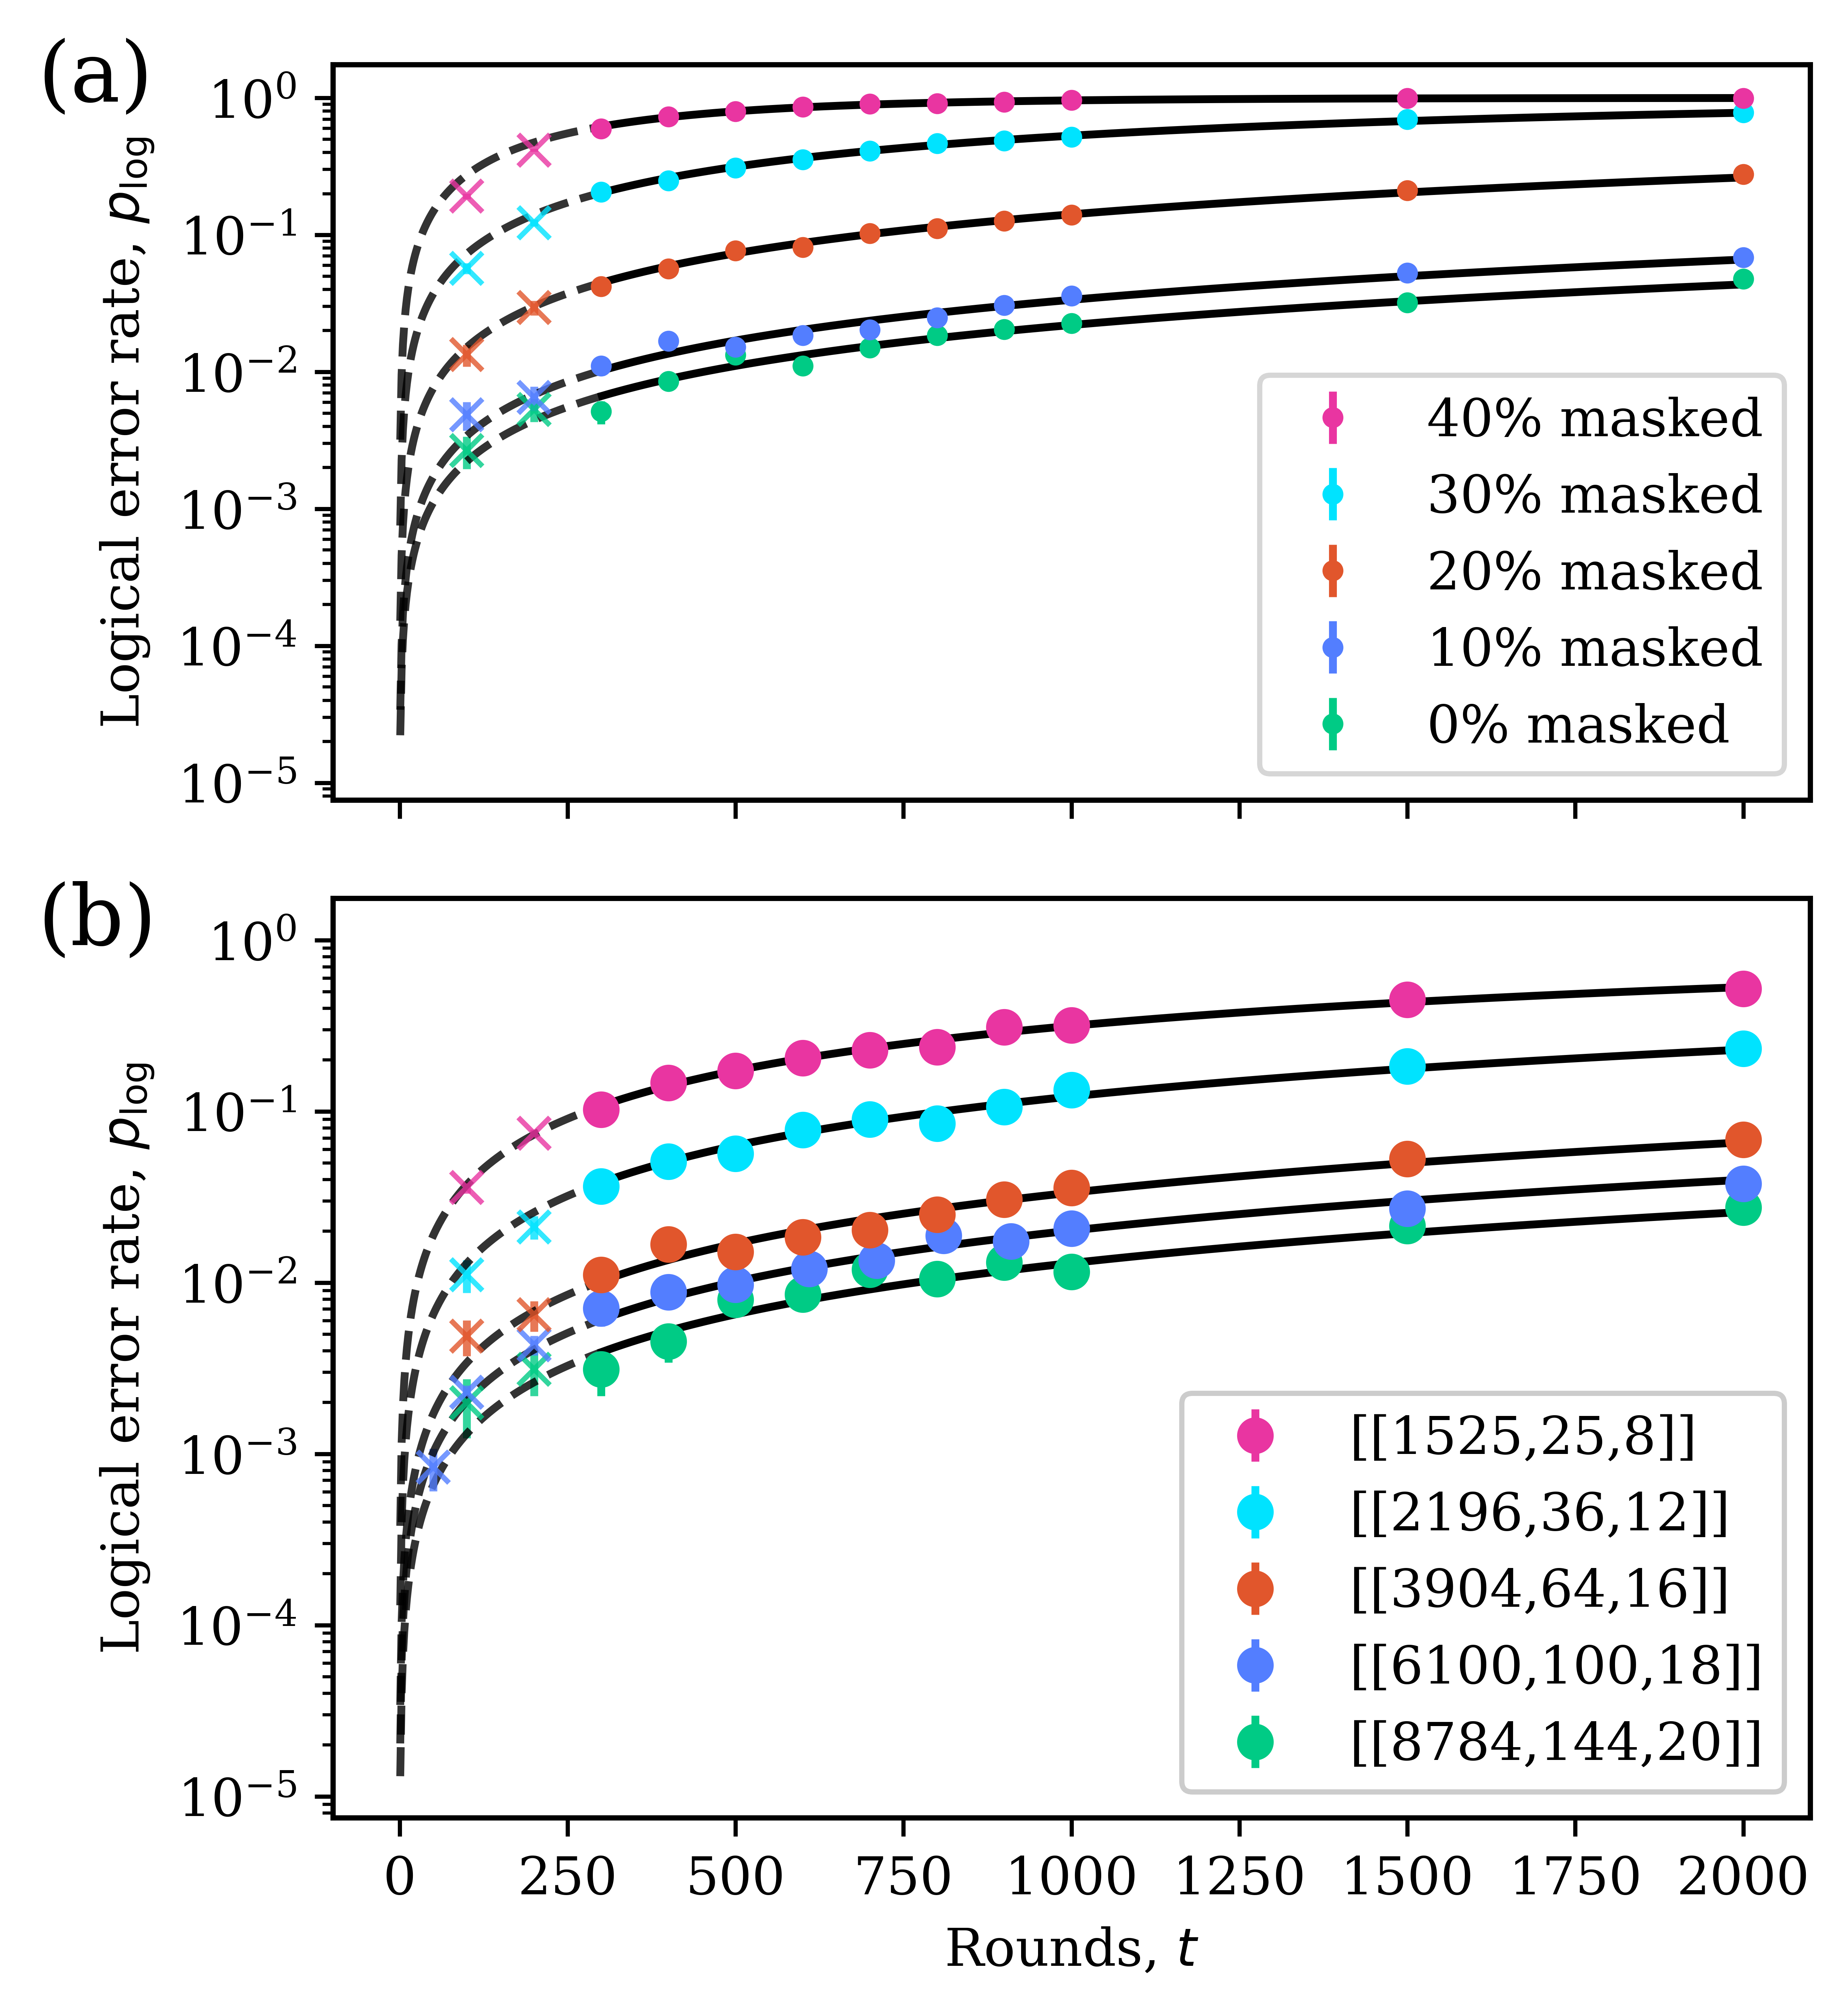 (a)
Logical error rate, p_log
10^0
10^-1
10^-2
10^-3
10^-4
10^-5
40% masked
30% masked
20% masked
10% masked
0% masked
(b)
Logical error rate, p_log
10^0
10^-1
10^-2
10^-3
10^-4
10^-5
[[1525,25,8]]
[[2196,36,12]]
[[3904,64,16]]
[[6100,100,18]]
[[8784,144,20]]
0 250 500 750 1000 1250 1500 1750 2000
Rounds, t